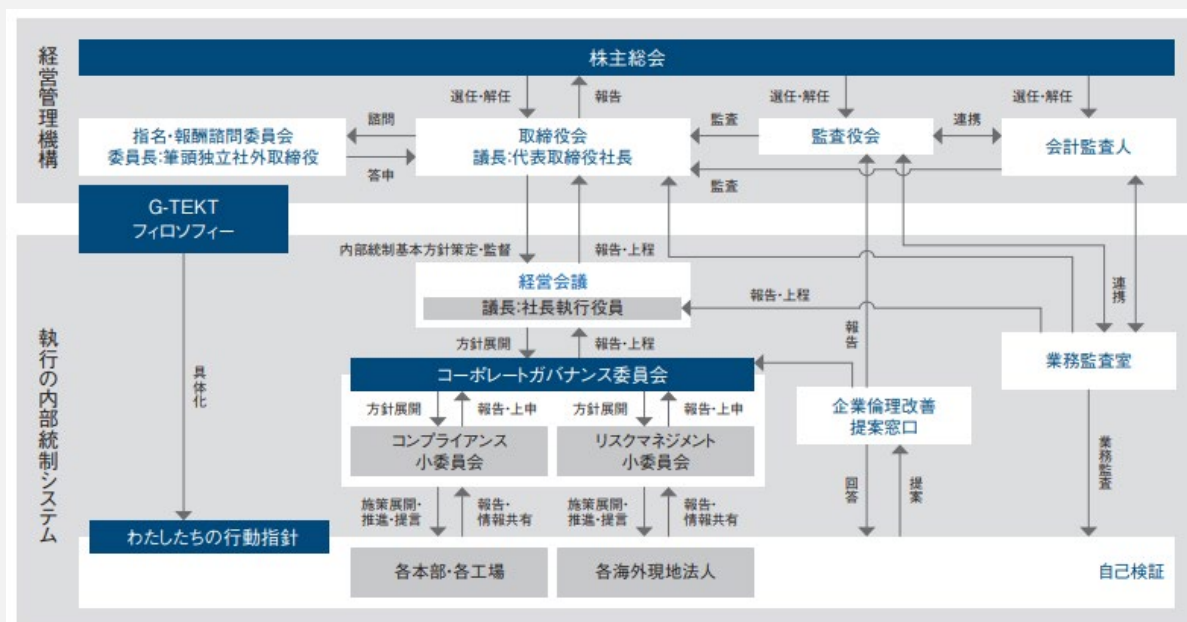 経営管理機構
株主総会
選任・解任
報告
選任・解任
選任・解任
指名・報酬諮問委員会
委員長:筆頭独立社外取締役
諮問
答申
取締役会
議長:代表取締役社長
監査
監査役会
連携
会計監査人
監査
G-TEKT
フィロソフィー
執行の内部統制システム
内部統制基本方針策定・監督
報告・上程
経営会議
議長:社長執行役員
報告・上程
連携
方針展開
報告・上程
報告
業務監査室
具体化
コーポレートガバナンス委員会
方針展開
報告・上申
方針展開
報告・上申
企業倫理改善
提案窓口
コンプライアンス
小委員会
リスクマネジメント
小委員会
業務監査
施策展開・
推進・提言
報告・
情報共有
施策展開・
推進・提言
報告・
情報共有
回答
提案
わたしたちの行動指針
各本部・各工場
各海外現地法人
自己検証